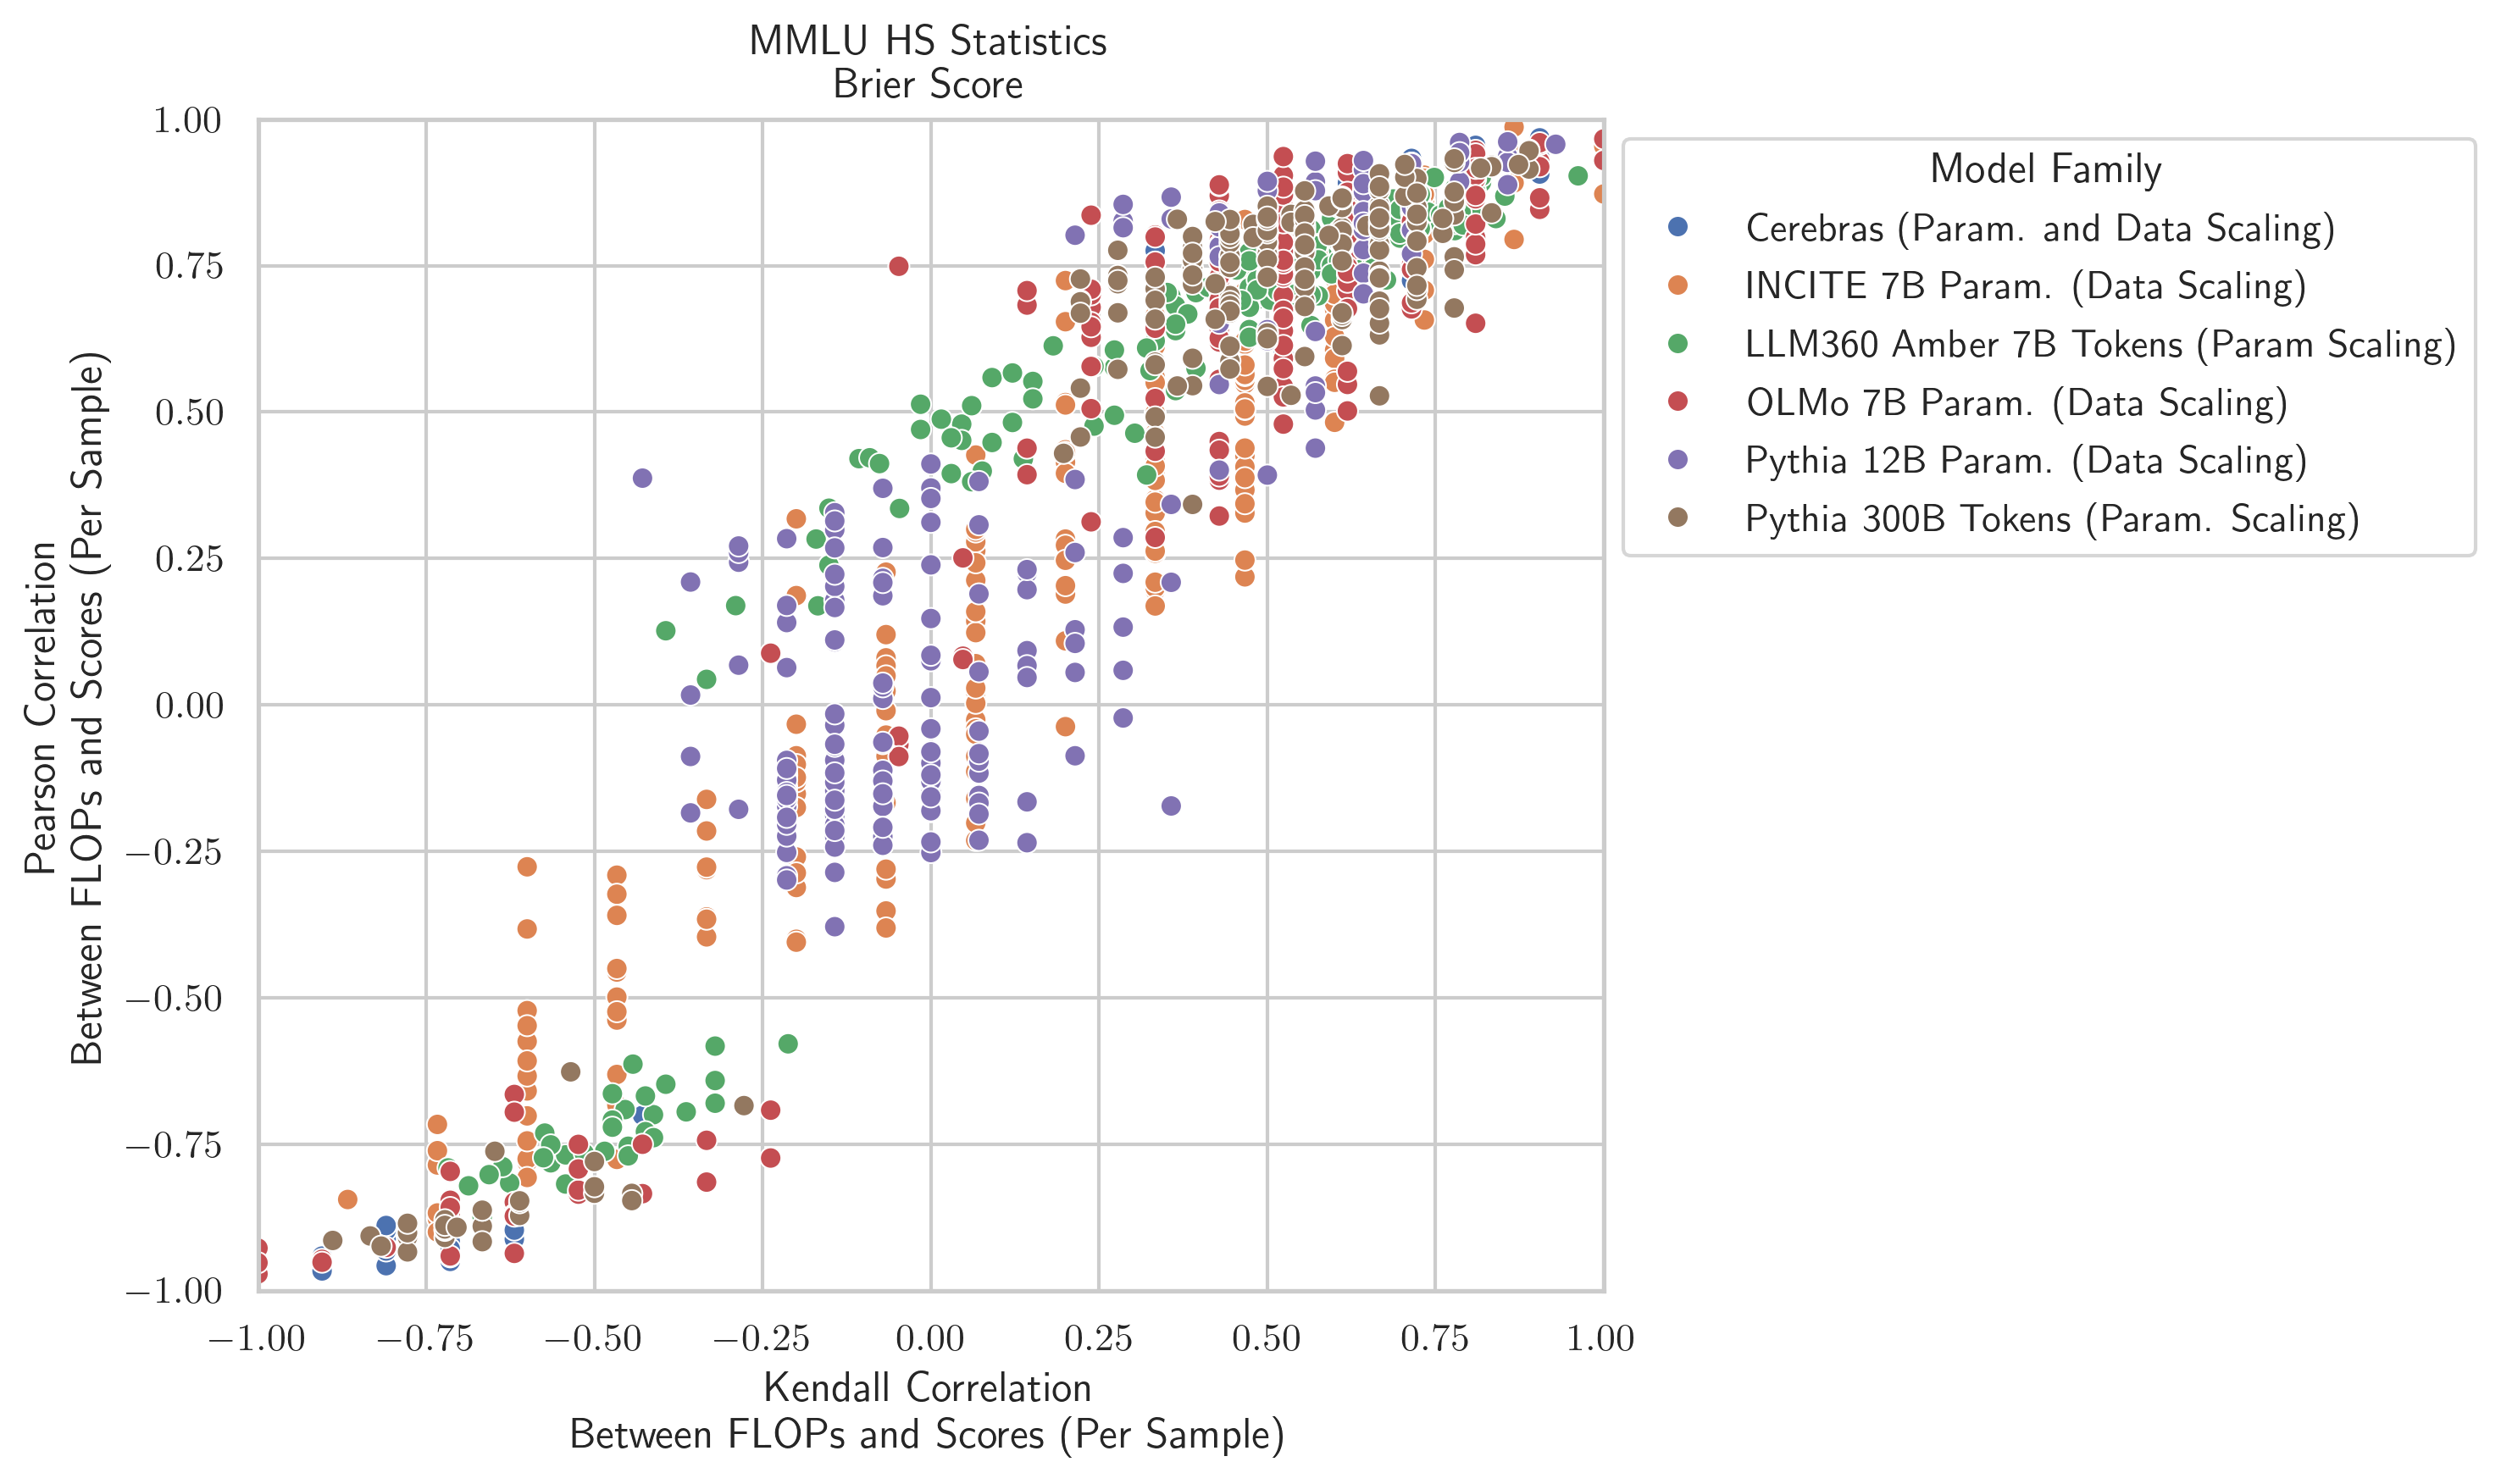 MMLU HS Statistics
Brier Score
Pearson Correlation
Between FLOPs and Scores (Per Sample)
1.00
0.75
0.50
0.25
0.00
−0.25
−0.50
−0.75
−1.00
−1.00 −0.75 −0.50 −0.25 0.00 0.25 0.50 0.75 1.00
Kendall Correlation
Between FLOPs and Scores (Per Sample)
Model Family
Cerebras (Param. and Data Scaling)
INCITE 7B Param. (Data Scaling)
LLM360 Amber 7B Tokens (Param Scaling)
OLMo 7B Param. (Data Scaling)
Pythia 12B Param. (Data Scaling)
Pythia 300B Tokens (Param. Scaling)